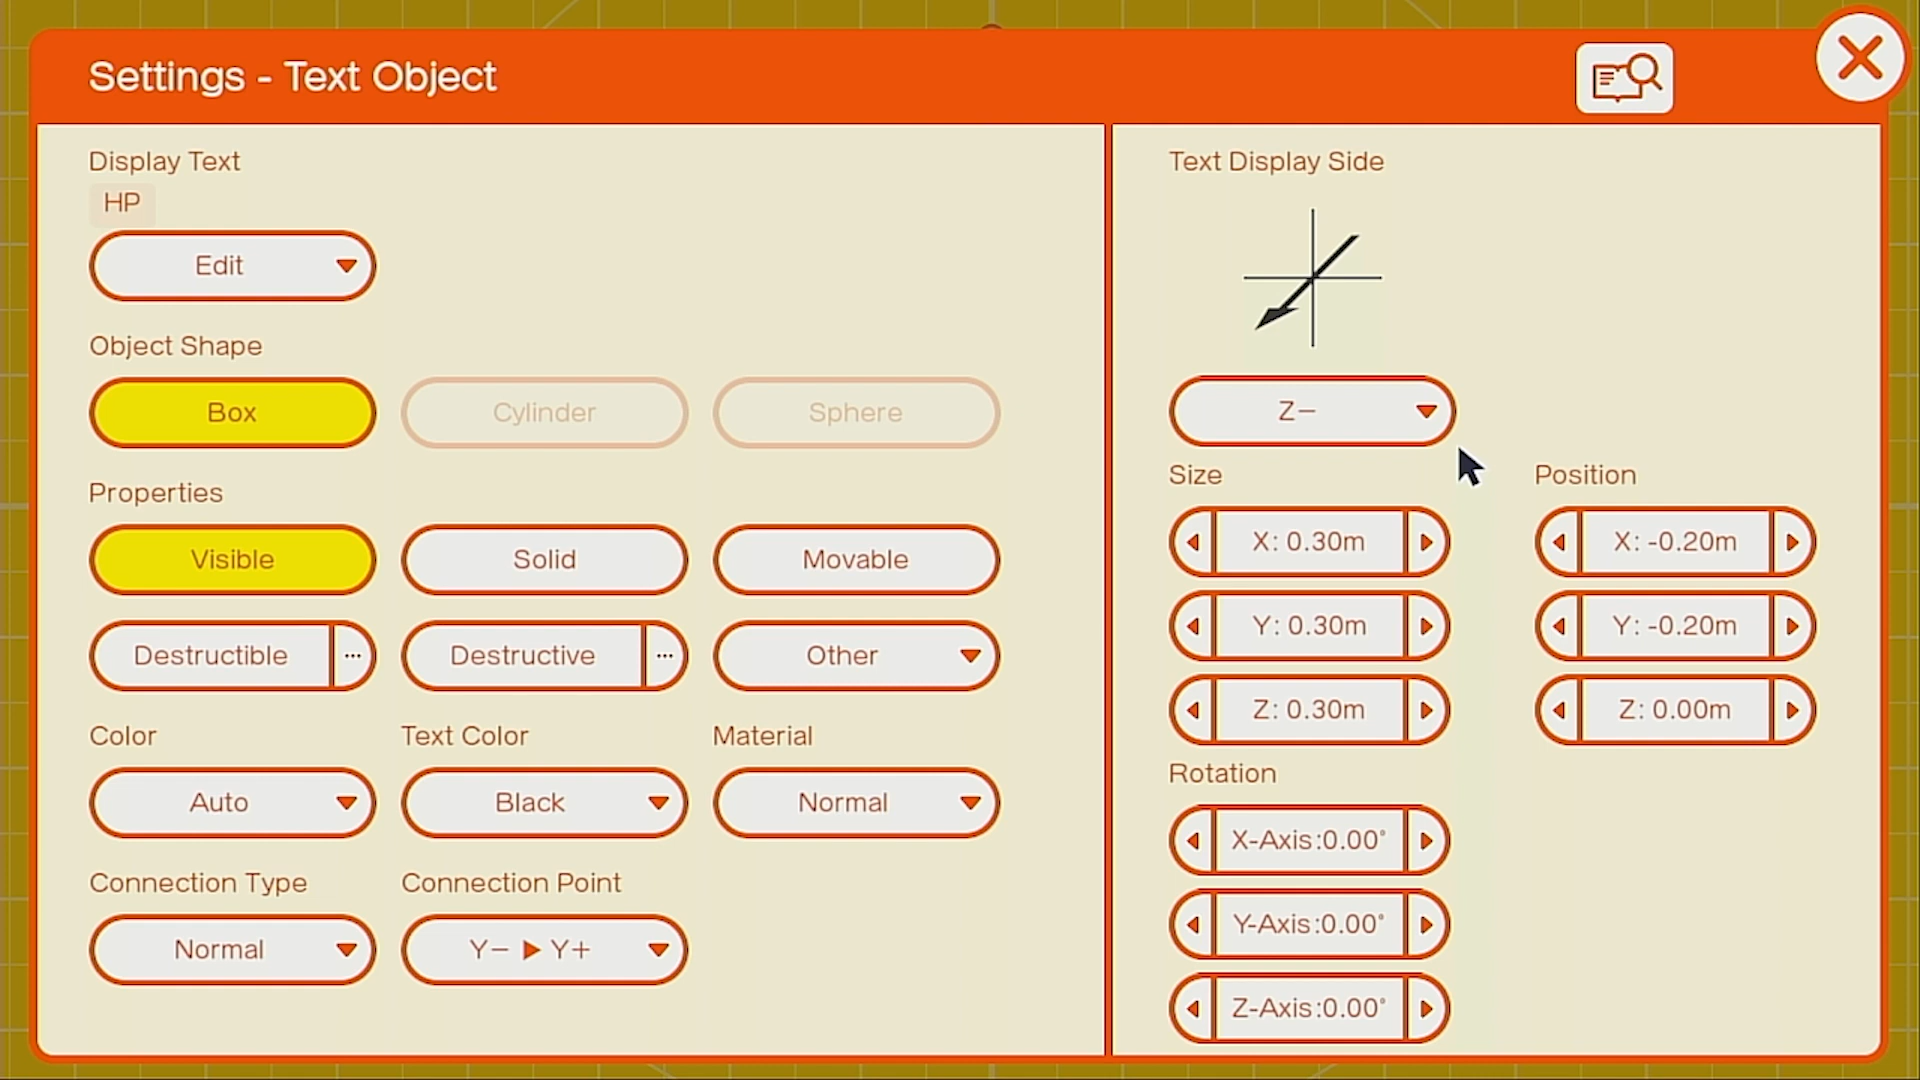 Settings - Text Object
Display Text
HP
Edit
Object Shape
Box
Cylinder
Sphere
Properties
Visible
Solid
Movable
Destructible
...
Destructive
...
Other
Color
Text Color
Material
Auto
Black
Normal
Connection Type
Connection Point
Normal
Y− ▶ Y+
Text Display Side
Z−
Size
Position
X: 0.30m
X: -0.20m
Y: 0.30m
Y: -0.20m
Z: 0.30m
Z: 0.00m
Rotation
X-Axis:0.00°
Y-Axis:0.00°
Z-Axis:0.00°